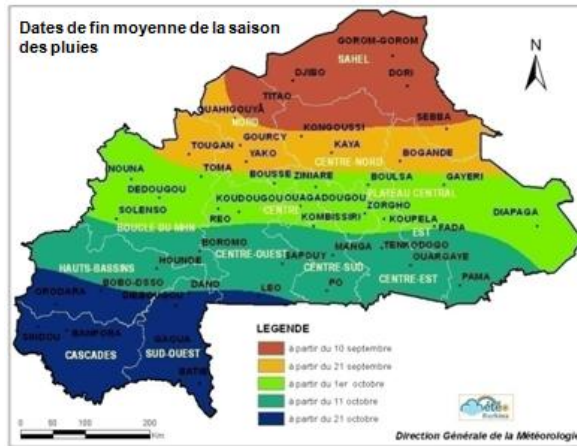 Dates de fin moyenne de la saison
des pluies
GOROM-GOROM
SAHEL
N
DJIBO
DORI
TITAO
OUAHIGOUYÂ
NORD
SEBBA
KONGOUSSI
GOURCY
TOUGAN
KAYA
YAKO
CENTRE-NORD
BOGANDE
NOUNA
TOMA
BOUSSE
ZINIARE
BOULSA
GAYERI
DEDOUGOU
PLATEAU CENTRAL
KOUDOUGOU
OUAGADOUGOU
SOLENSO
CENTRE
ZORGHO
REO
KOMBISSIRI
KOUPELA
DIAPAGA
BOUCLE DU MHN
FADA
EST
BOROMO
MANGA
TENKODOGO
HOUNDE
CENTRE-OUEST
SAPOUY
OUARGAYE
HAUTS-BASSINS
CENTRE-SUD
CENTRE-EST
PAMA
BOBO-DSSO
DANO
LEO
PO
ORODARA
DIEBOUGOU
SINDOU
BANFORA
GAOUA
CASCADES
SUD-OUEST
BATIE
LEGENDE
à partir du 10 septembre
à partir du 21 septembre
à partir du 1er octobre
à partir du 11 octobre
à partir du 21 octobre
0
100
200
Km
météo
Direction Générale de la Météorologie